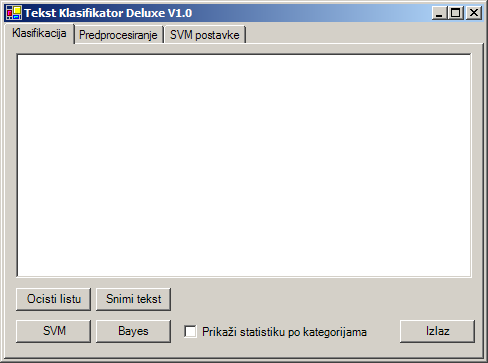 Tekst Klasifikator Deluxe V1.0
Klasifikacija Predprocesiranje SVM postavke
Ocisti listu Snimi tekst
SVM Bayes Prikaži statistiku po kategorijama Izlaz